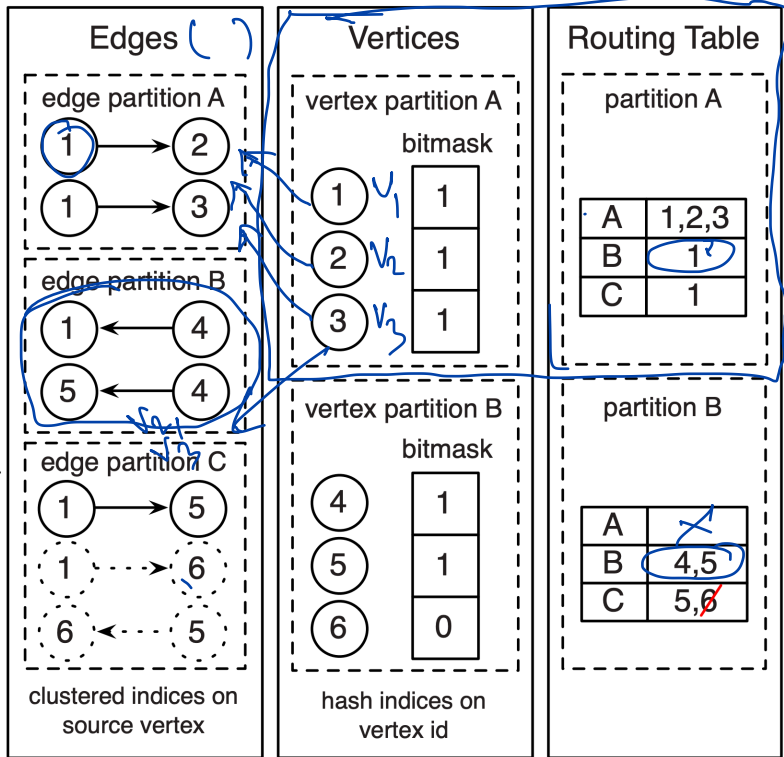 Edges ( )
edge partition A
1 2
1 3
edge partition B
1 4
5 4
edge partition C
1 5
1 6
6 5
clustered indices on
source vertex
Vertices
vertex partition A
bitmask
1 V1 1
2 V2 1
3 V3 1
vertex partition B
bitmask
4 1
5 1
6 0
hash indices on
vertex id
Routing Table
partition A
A 1,2,3
B 1
C 1
partition B
A
B 4,5
C 5,6